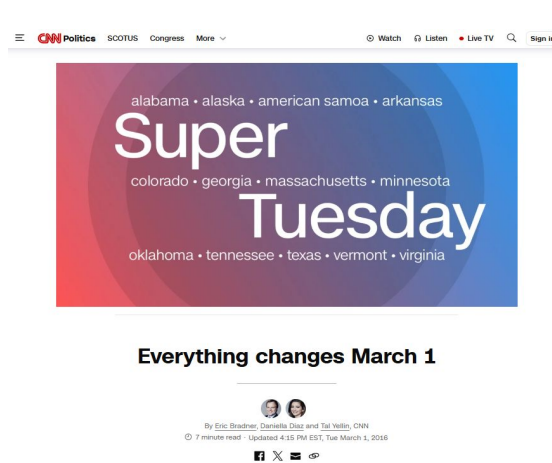 CNN Politics SCOTUS Congress More Watch Listen Live TV Sign in
alabama • alaska • american samoa • arkansas
Super
colorado • georgia • massachusetts • minnesota
Tuesday
oklahoma • tennessee • texas • vermont • virginia
Everything changes March 1
By Eric Bradner, Daniella Diaz and Tal Yellin, CNN
7 minute read · Updated 4:15 PM EST, Tue March 1, 2016